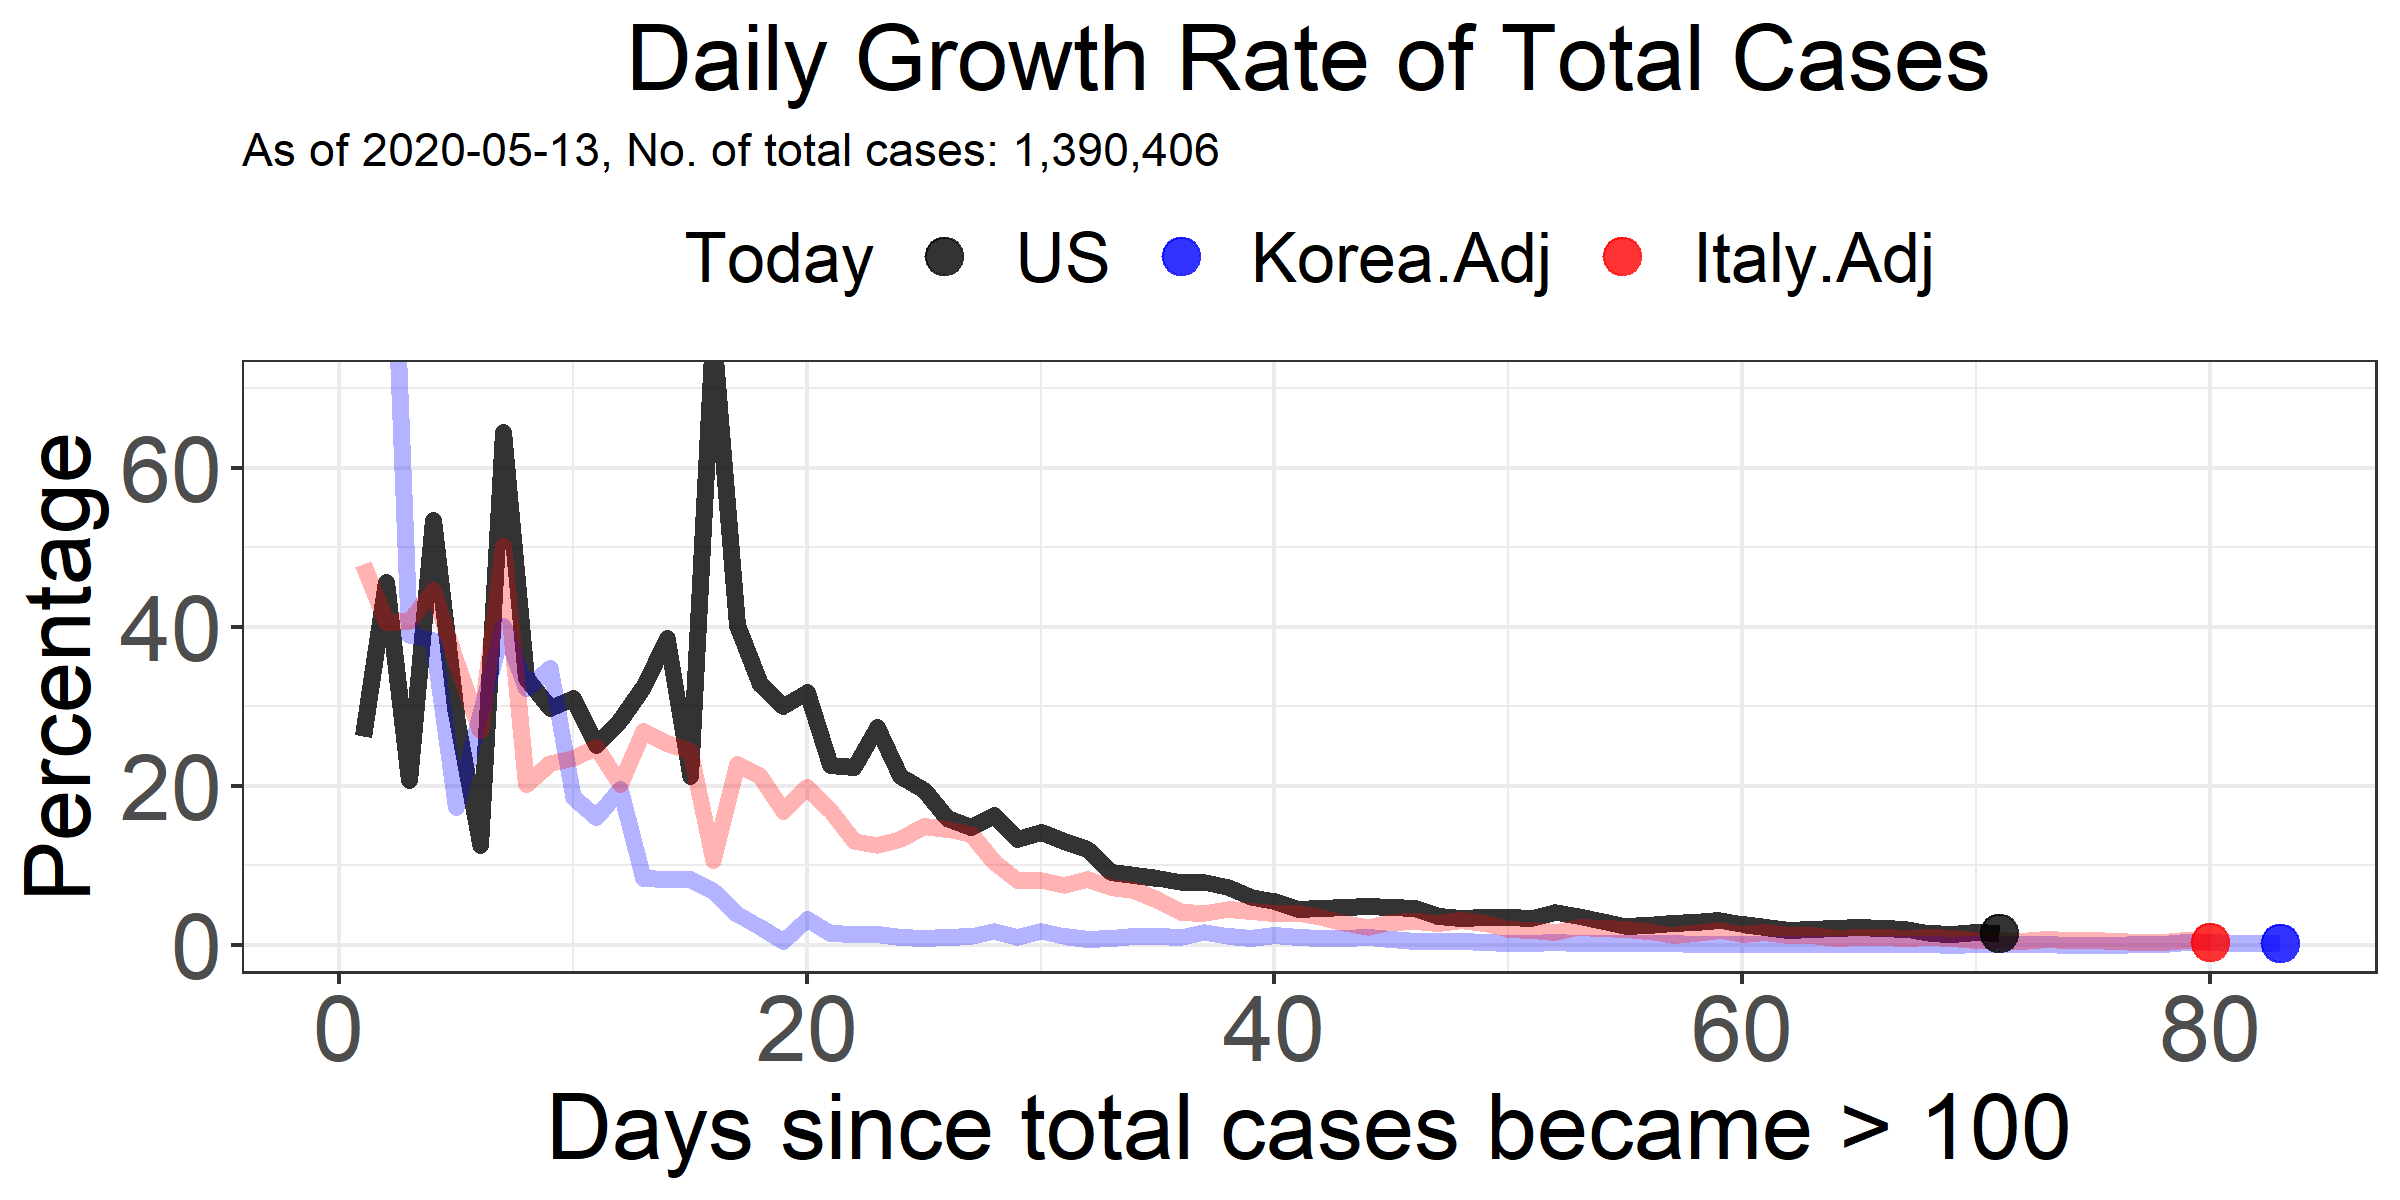 Daily Growth Rate of Total Cases
As of 2020-05-13, No. of total cases: 1,390,406
Today US Korea.Adj Italy.Adj
Percentage
60
40
20
0
0 20 40 60 80
Days since total cases became > 100